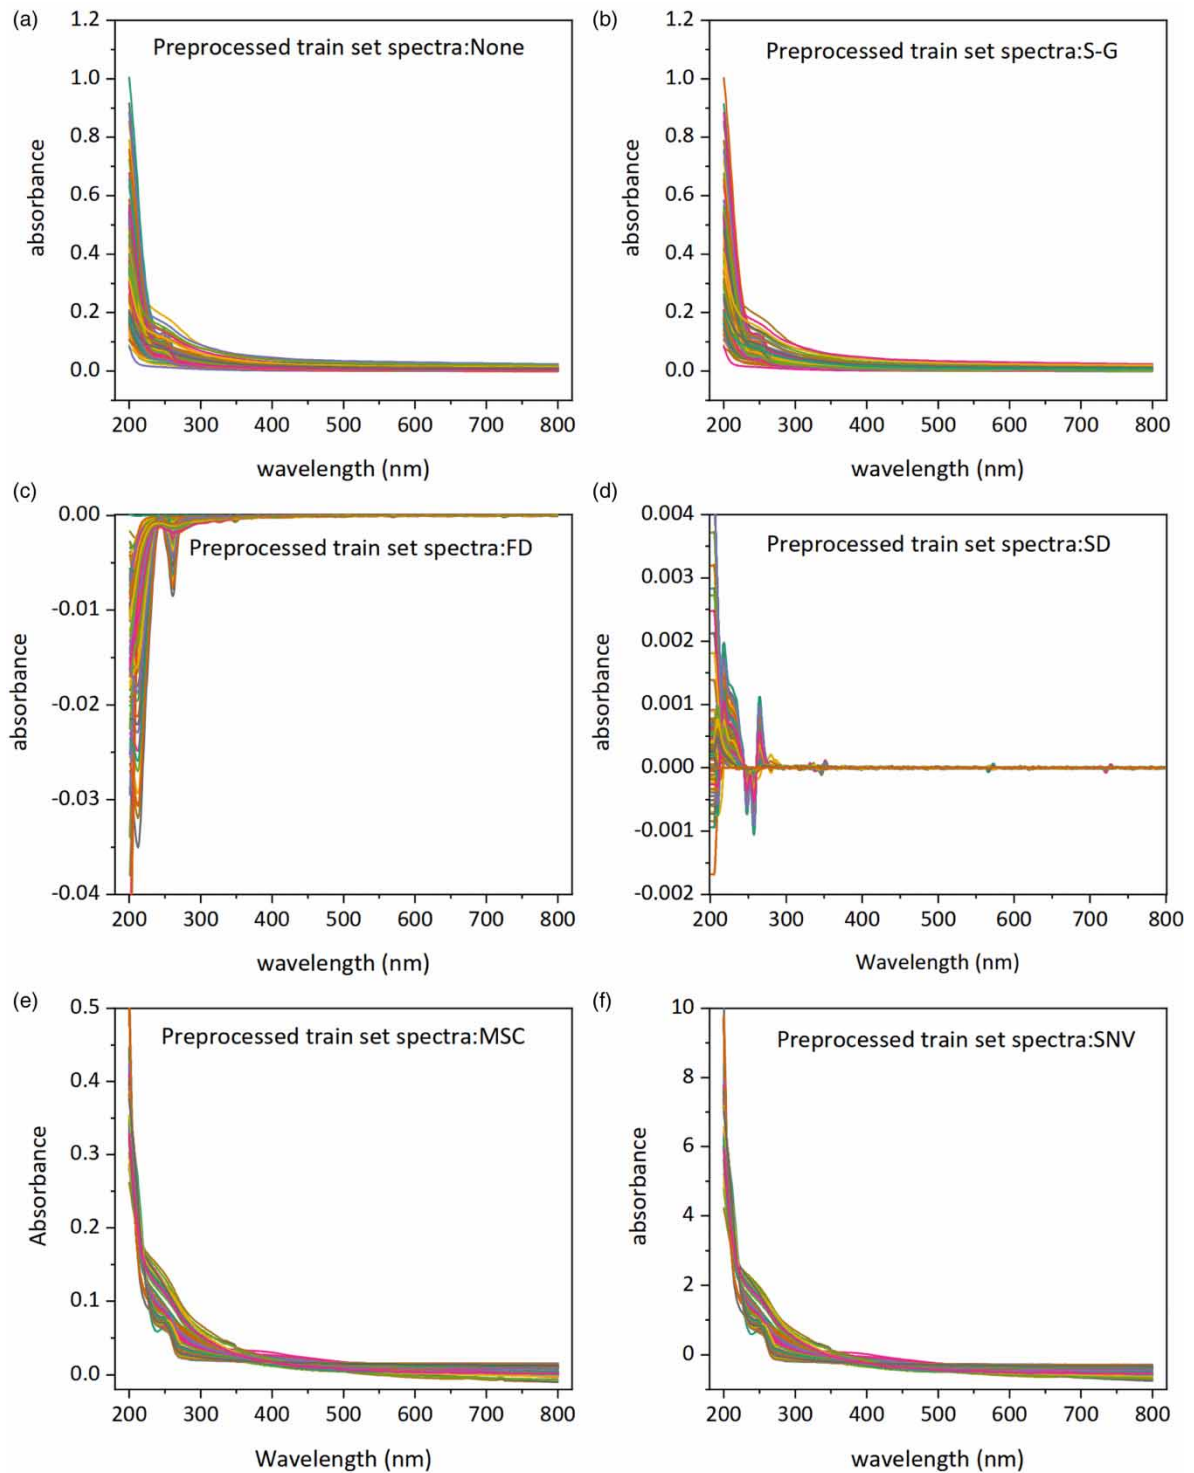 (a)
1.2
Preprocessed train set spectra:None
1.0
0.8
0.6
0.4
0.2
0.0
absorbance
200 300 400 500 600 700 800
wavelength (nm)
(b)
1.2
Preprocessed train set spectra:S-G
1.0
0.8
0.6
0.4
0.2
0.0
absorbance
200 300 400 500 600 700 800
wavelength (nm)
(c)
0.00
Preprocessed train set spectra:FD
-0.01
-0.02
-0.03
-0.04
absorbance
200 300 400 500 600 700 800
wavelength (nm)
(d)
0.004
Preprocessed train set spectra:SD
0.003
0.002
0.001
0.000
-0.001
-0.002
absorbance
200 300 400 500 600 700 800
Wavelength (nm)
(e)
0.5
Preprocessed train set spectra:MSC
0.4
0.3
0.2
0.1
0.0
Absorbance
200 300 400 500 600 700 800
Wavelength (nm)
(f)
10
Preprocessed train set spectra:SNV
8
6
4
2
0
absorbance
200 300 400 500 600 700 800
wavelength (nm)